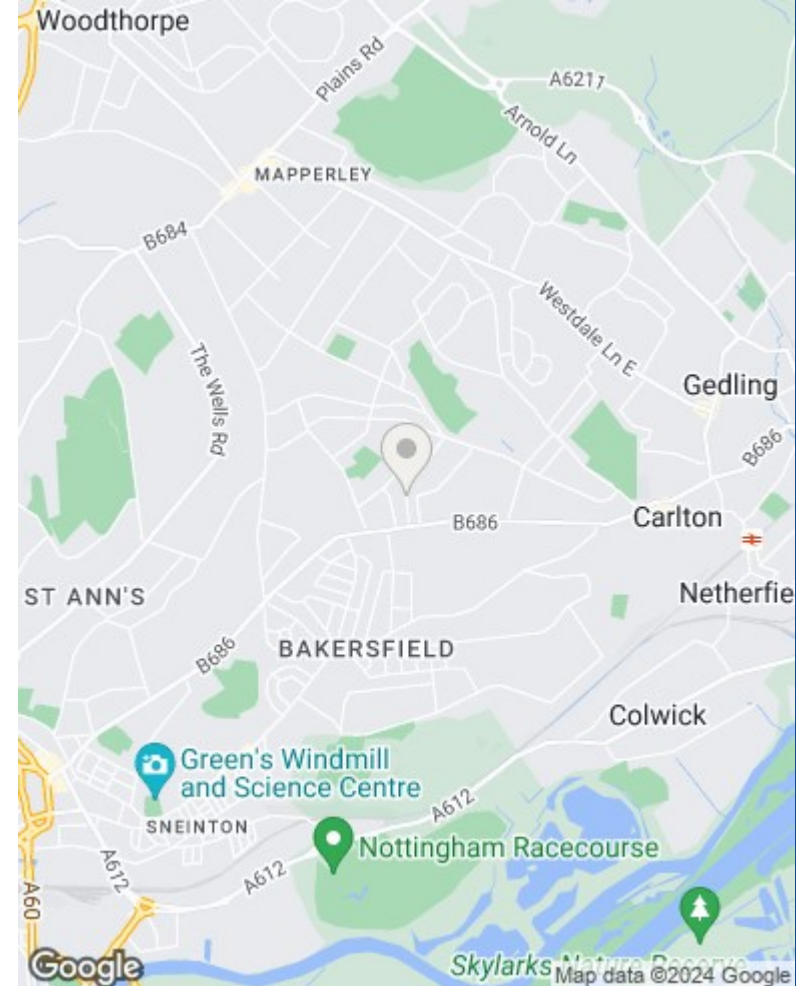 Woodthorpe
Plains Rd
A6211
Arnold Ln
MAPPERLEY
B684
Westdale Ln E
The Wells Rd
Gedling
B686
B686
Carlton
ST ANN'S
Netherfie
B686
BAKERSFIELD
Colwick
Green's Windmill
and Science Centre
A612
SNEINTON
Nottingham Racecourse
A612
A612
A60
Skylarks Nature Reserve
Google
Map data ©2024 Google